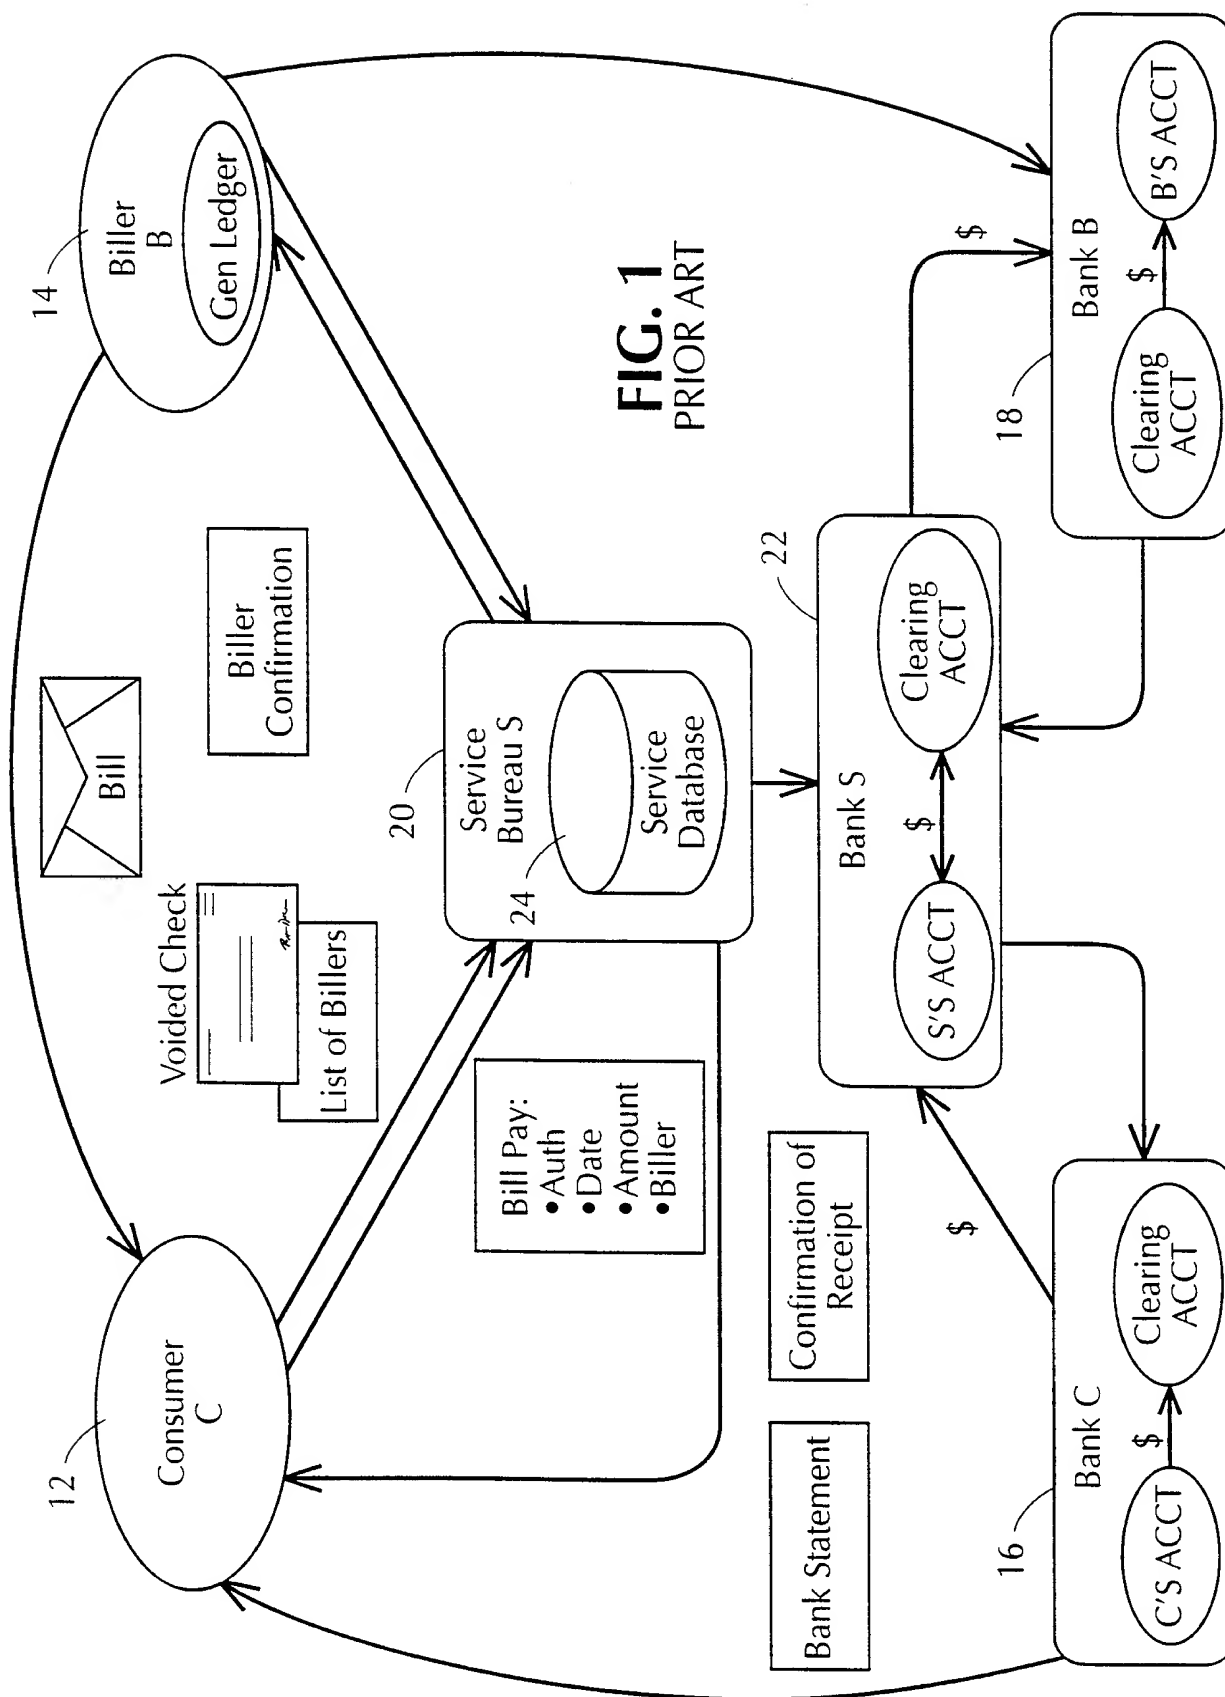 12
Consumer
C
14
Biller
B
Gen Ledger
Bill
Voided Check
List of Billers
Biller
Confirmation
20
Service
Bureau S
24
Service
Database
Bill Pay:
•Auth
•Date
•Amount
•Biller
FIG. 1
PRIOR ART
Bank Statement
Confirmation of
Receipt
22
Bank S
S'S ACCT
$
Clearing
ACCT
$
$
16
Bank C
C'S ACCT
$
Clearing
ACCT
18
Bank B
Clearing
ACCT
$
B'S ACCT